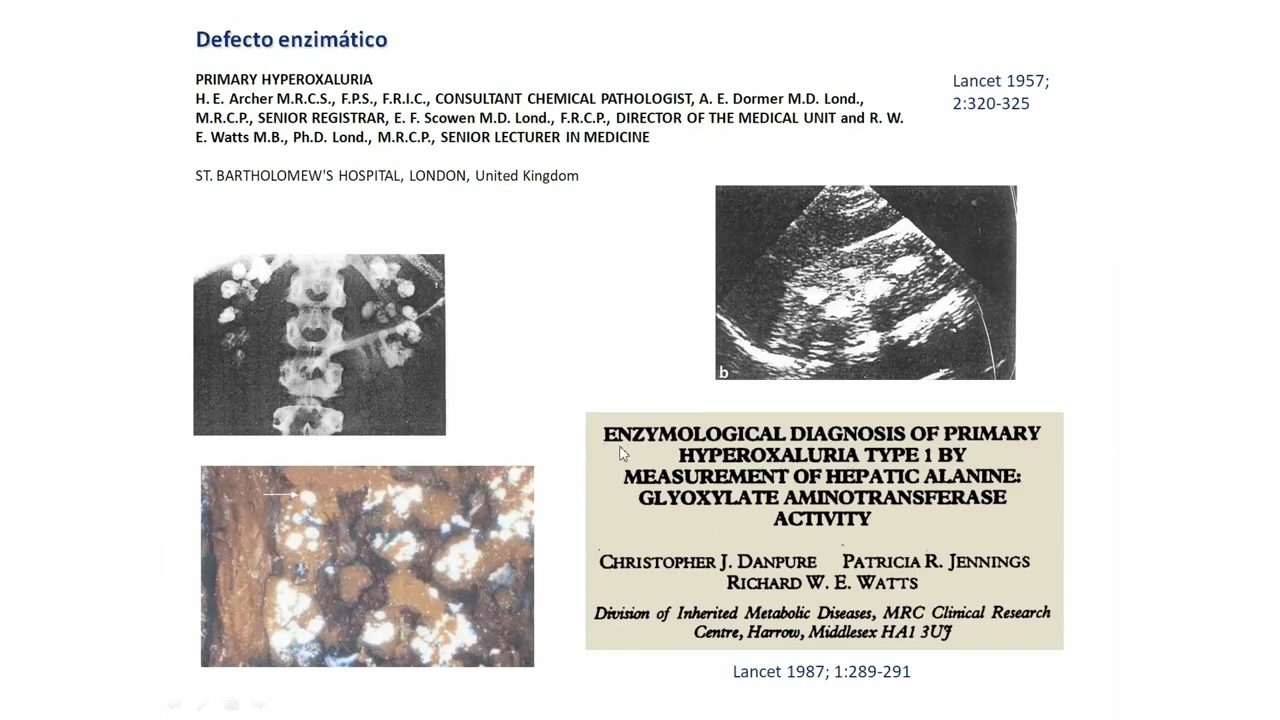 Defecto enzimático
PRIMARY HYPEROXALURIA
H. E. Archer M.R.C.S., F.P.S., F.R.I.C., CONSULTANT CHEMICAL PATHOLOGIST, A. E. Dormer M.D. Lond.,
M.R.C.P., SENIOR REGISTRAR, E. F. Scowen M.D. Lond., F.R.C.P., DIRECTOR OF THE MEDICAL UNIT and R. W.
E. Watts M.B., Ph.D. Lond., M.R.C.P., SENIOR LECTURER IN MEDICINE
Lancet 1957;
2:320-325
ST. BARTHOLOMEW'S HOSPITAL, LONDON, United Kingdom
b
ENZYMOLOGICAL DIAGNOSIS OF PRIMARY
HYPEROXALURIA TYPE 1 BY
MEASUREMENT OF HEPATIC ALANINE:
GLYOXYLATE AMINOTRANSFERASE
ACTIVITY
CHRISTOPHER J. DANPURE PATRICIA R. JENNINGS
RICHARD W. E. WATTS
Division of Inherited Metabolic Diseases, MRC Clinical Research
Centre, Harrow, Middlesex HA1 3UJ
Lancet 1987; 1:289-291